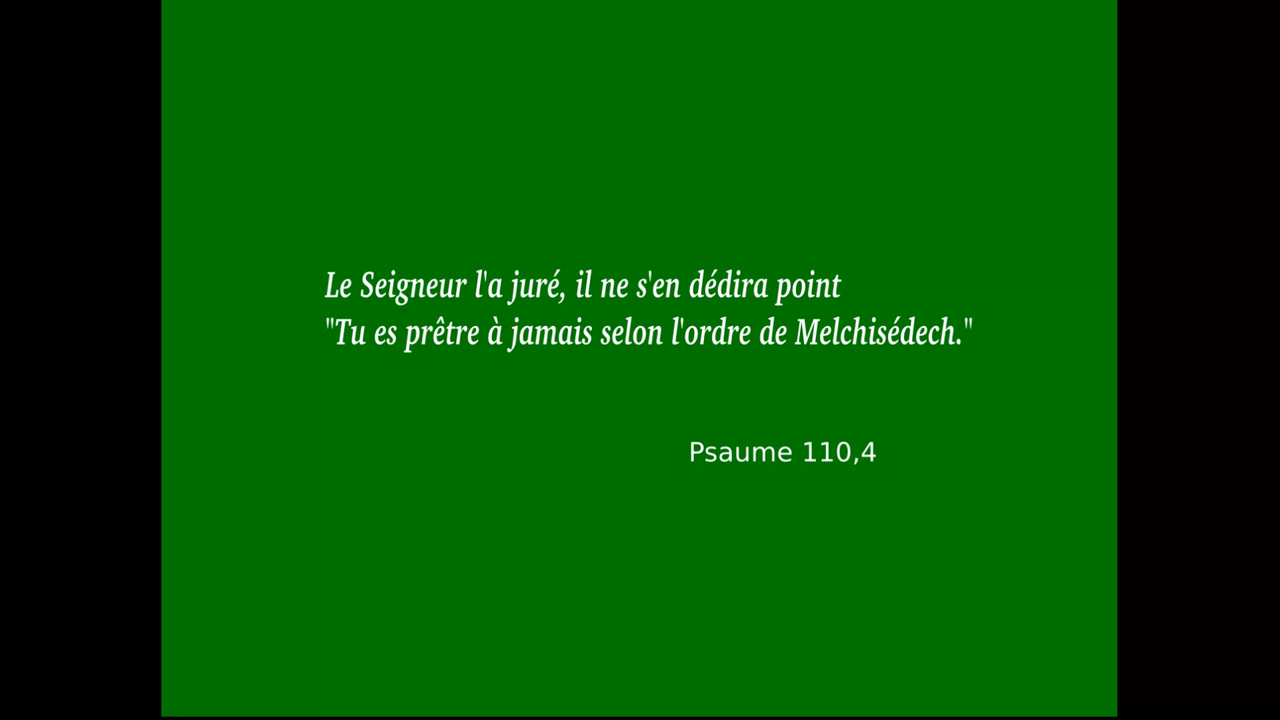 Le Seigneur l'a juré, il ne s'en dédira point
"Tu es prêtre à jamais selon l'ordre de Melchisédech."
Psaume 110,4